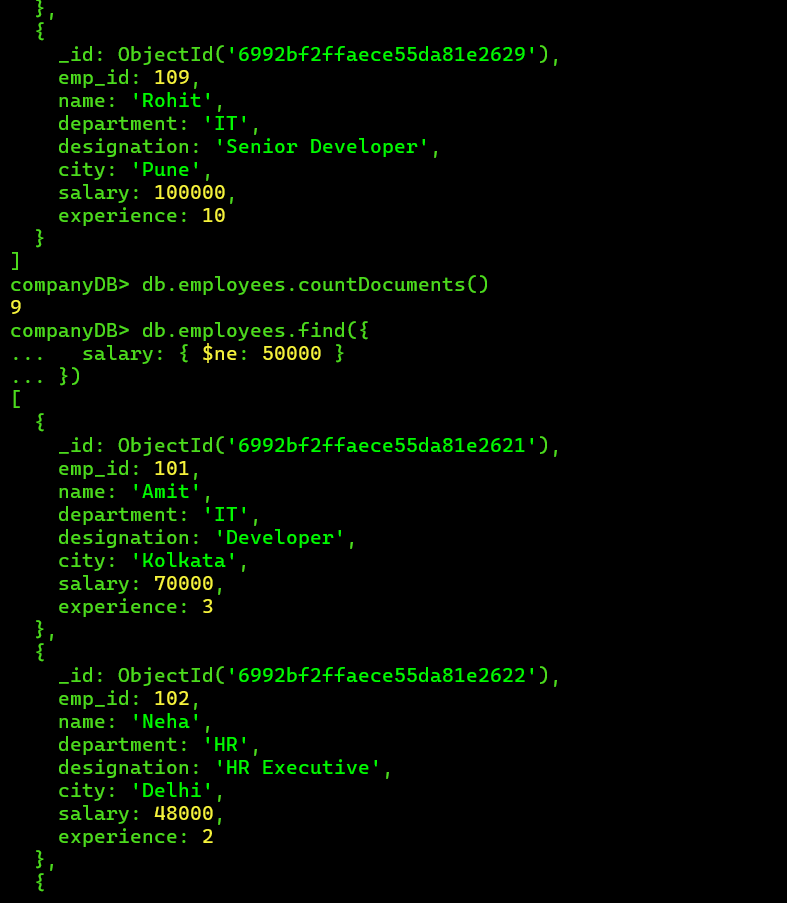 },
  {
    _id: ObjectId('6992bf2ffaece55da81e2629'),
    emp_id: 109,
    name: 'Rohit',
    department: 'IT',
    designation: 'Senior Developer',
    city: 'Pune',
    salary: 100000,
    experience: 10
  }
]
companyDB> db.employees.countDocuments()
9
companyDB> db.employees.find({
...   salary: { $ne: 50000 }
... })
[
  {
    _id: ObjectId('6992bf2ffaece55da81e2621'),
    emp_id: 101,
    name: 'Amit',
    department: 'IT',
    designation: 'Developer',
    city: 'Kolkata',
    salary: 70000,
    experience: 3
  },
  {
    _id: ObjectId('6992bf2ffaece55da81e2622'),
    emp_id: 102,
    name: 'Neha',
    department: 'HR',
    designation: 'HR Executive',
    city: 'Delhi',
    salary: 48000,
    experience: 2
  },
  {